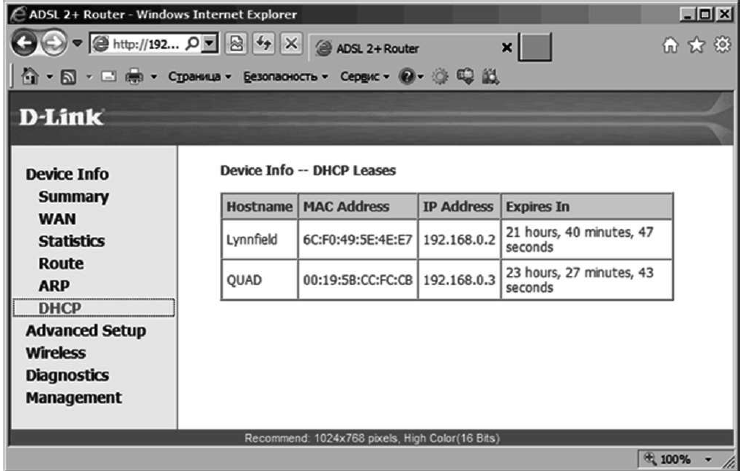 ADSL 2+ Router - Windows Internet Explorer
http://192...
ADSL 2+ Router
Страница
Безопасность
Сервис
D-Link
Device Info
Summary
WAN
Statistics
Route
ARP
DHCP
Advanced Setup
Wireless
Diagnostics
Management
Device Info -- DHCP Leases
Hostname MAC Address IP Address Expires In
Lynnfield 6C:F0:49:5E:4E:E7 192.168.0.2 21 hours, 40 minutes, 47
seconds
QUAD 00:19:5B:CC:FC:CB 192.168.0.3 23 hours, 27 minutes, 43
seconds
Recommend: 1024x768 pixels, High Color(16 Bits)
100%